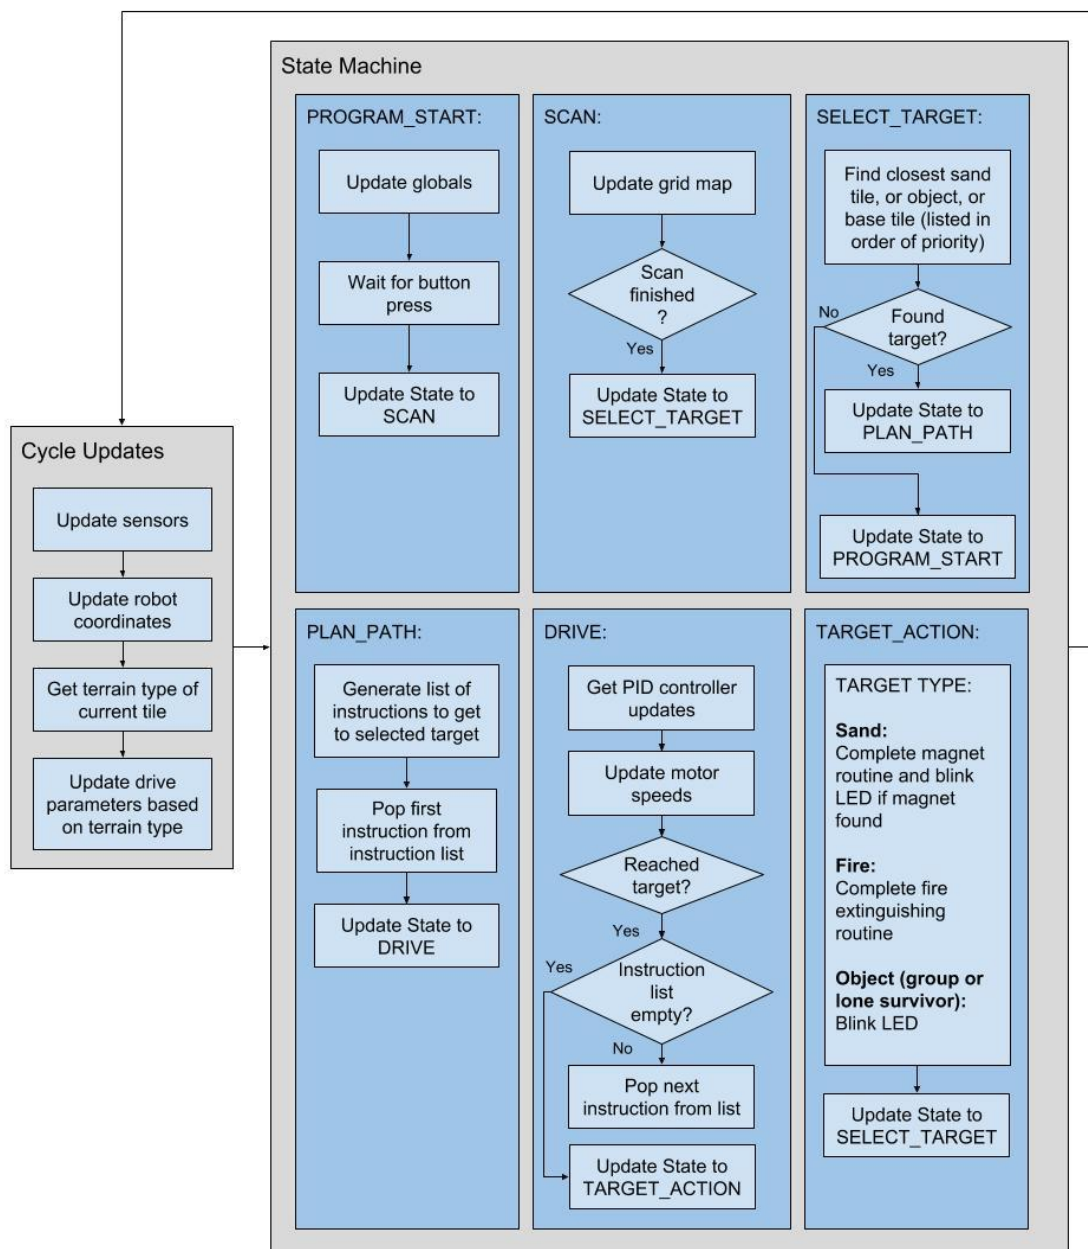 State Machine
PROGRAM_START:
Update globals
Wait for button
press
Update State to
SCAN
SCAN:
Update grid map
Scan
finished
?
Yes
Update State to
SELECT_TARGET
SELECT_TARGET:
Find closest sand
tile, or object, or
base tile (listed in
order of priority)
No
Found
target?
Yes
Update State to
PLAN_PATH
Update State to
PROGRAM_START
Cycle Updates
Update sensors
Update robot
coordinates
Get terrain type of
current tile
Update drive
parameters based
on terrain type
PLAN_PATH:
Generate list of
instructions to get
to selected target
Pop first
instruction from
instruction list
Update State to
DRIVE
DRIVE:
Get PID controller
updates
Update motor
speeds
Reached
target?
Yes
Yes
Instruction
list
empty?
No
Pop next
instruction from list
Update State to
TARGET_ACTION
TARGET_ACTION:
TARGET TYPE:
Sand:
Complete magnet
routine and blink
LED if magnet
found
Fire:
Complete fire
extinguishing
routine
Object (group or
lone survivor):
Blink LED
Update State to
SELECT_TARGET